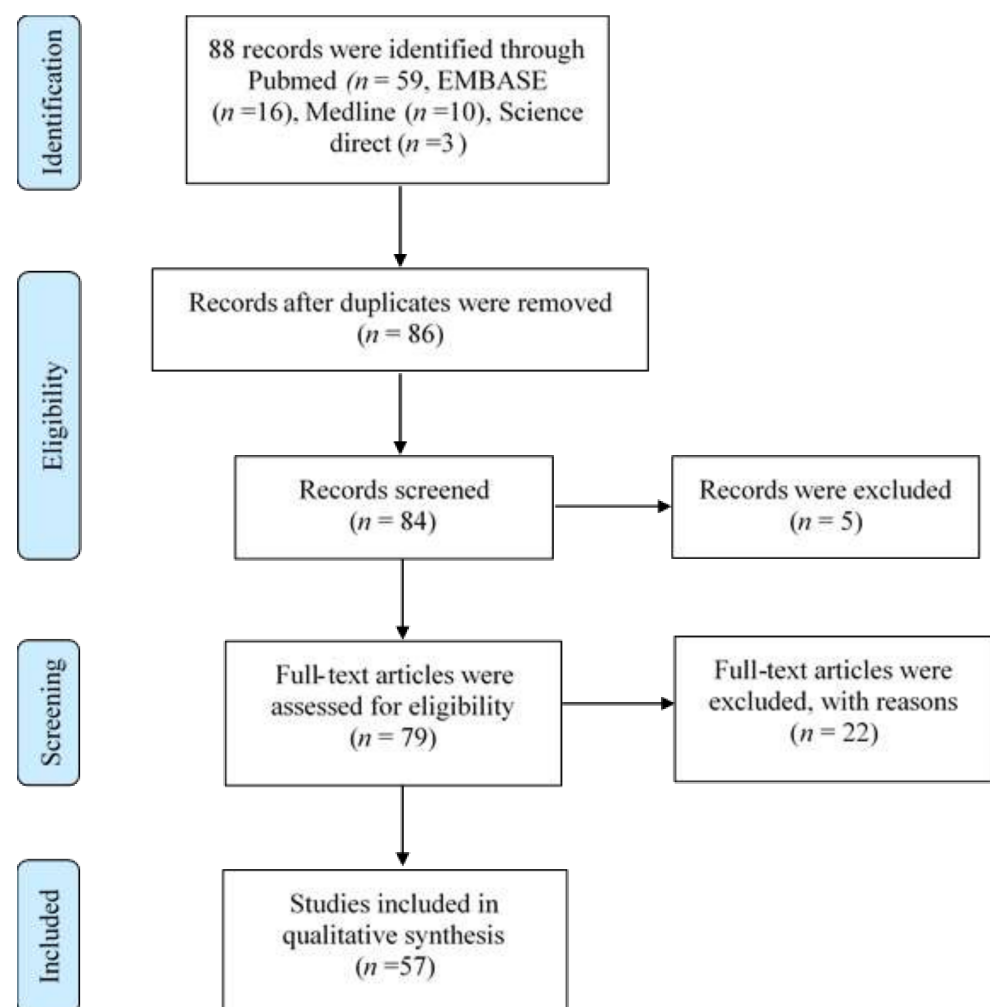 Identification
88 records were identified through
Pubmed (n = 59, EMBASE
(n =16), Medline (n =10), Science
direct (n =3 )
Eligibility
Records after duplicates were removed
(n = 86)
Records screened
(n = 84)
Records were excluded
(n = 5)
Screening
Full-text articles were
assessed for eligibility
(n = 79)
Full-text articles were
excluded, with reasons
(n = 22)
Included
Studies included in
qualitative synthesis
(n =57)